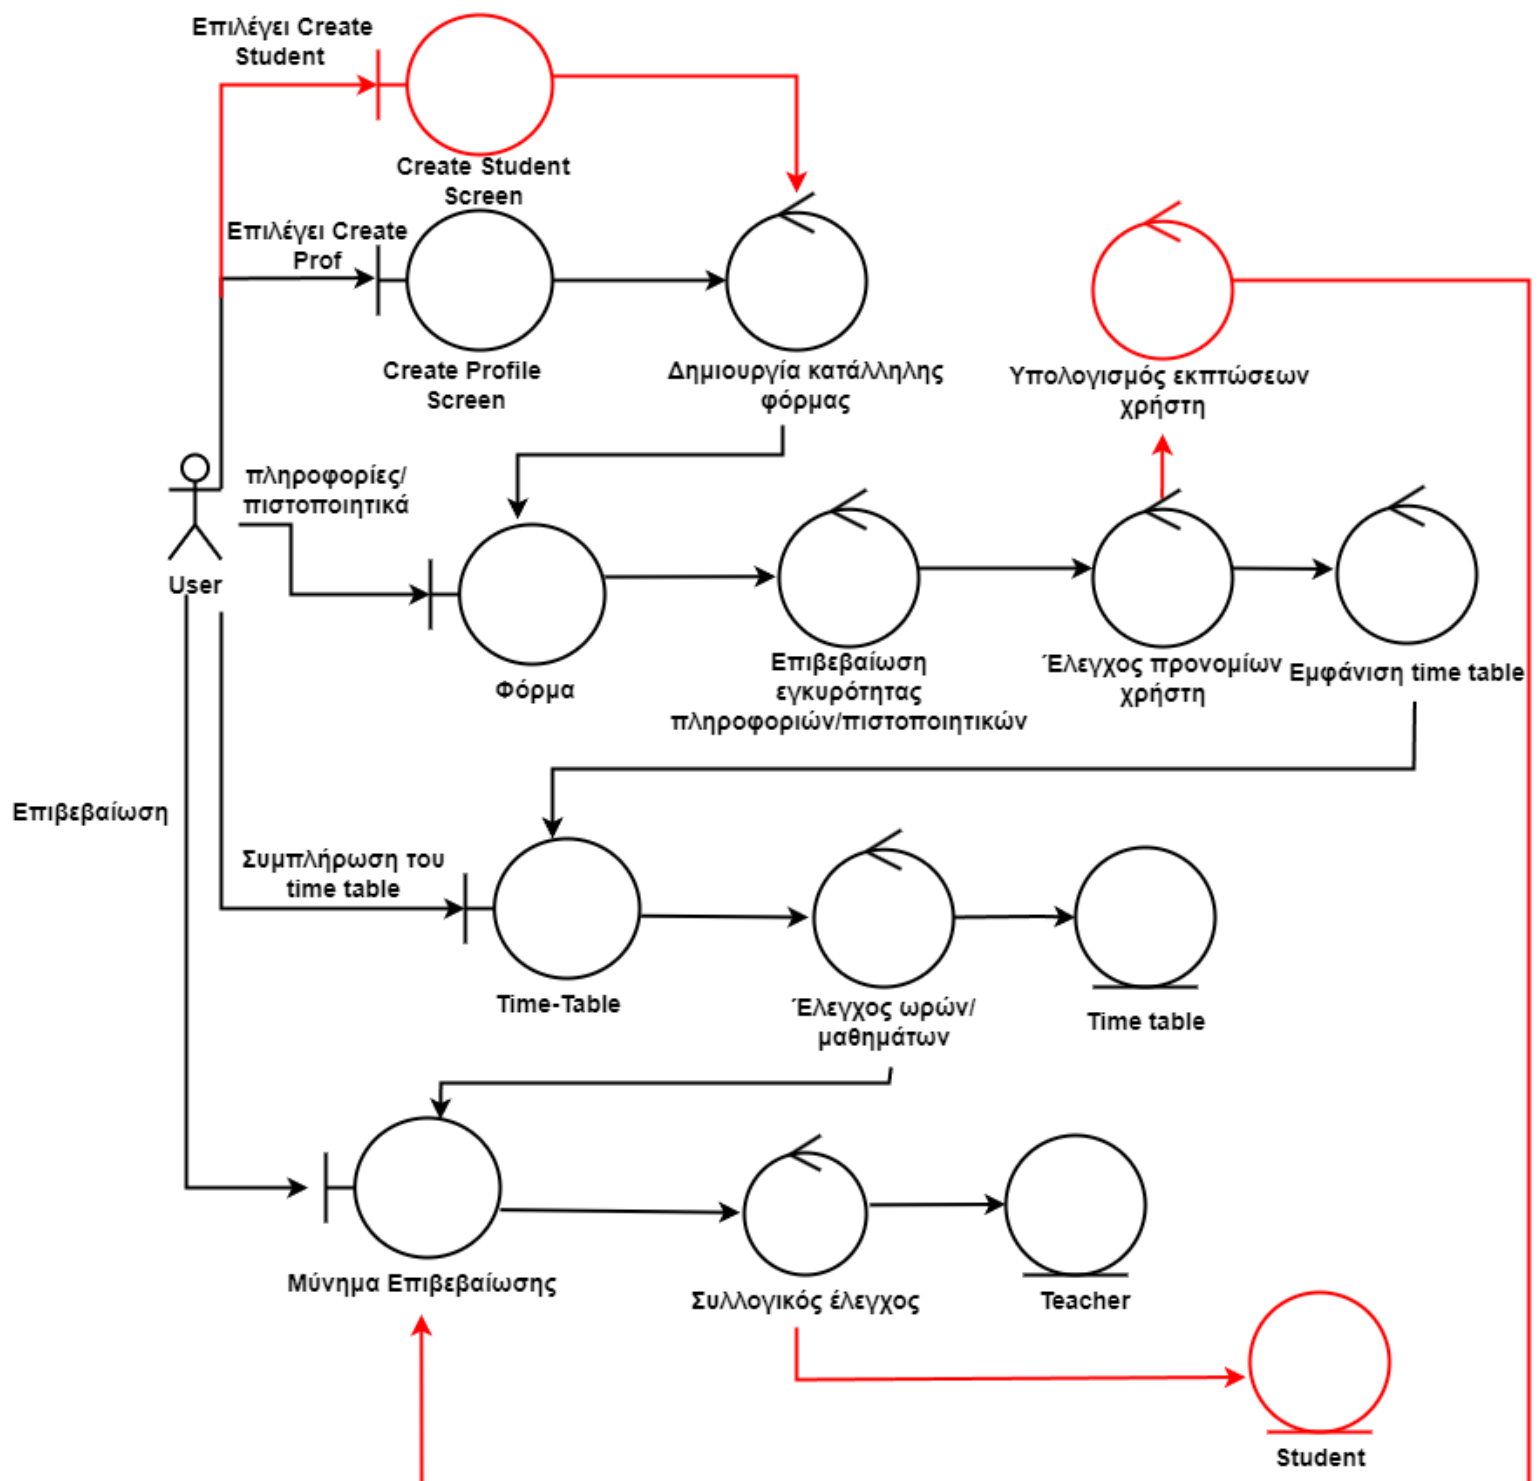 Επιλέγει Create
Student
Create Student
Screen
Επιλέγει Create
Prof
Create Profile
Screen
Δημιουργία κατάλληλης
φόρμας
Υπολογισμός εκπτώσεων
χρήστη
πληροφορίες/
πιστοποιητικά
User
Φόρμα
Επιβεβαίωση
εγκυρότητας
πληροφοριών/πιστοποιητικών
Έλεγχος προνομίων
χρήστη
Εμφάνιση time table
Επιβεβαίωση
Συμπλήρωση του
time table
Time-Table
Έλεγχος ωρών/
μαθημάτων
Time table
Μύνημα Επιβεβαίωσης
Συλλογικός έλεγχος
Teacher
Student